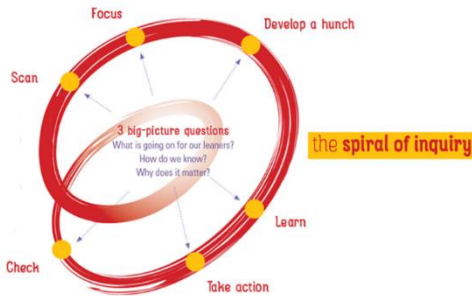 Focus
Develop a hunch
Scan
3 big-picture questions
What is going on for our leaners?
How do we know?
Why does it matter?
the spiral of inquiry
Learn
Check
Take action